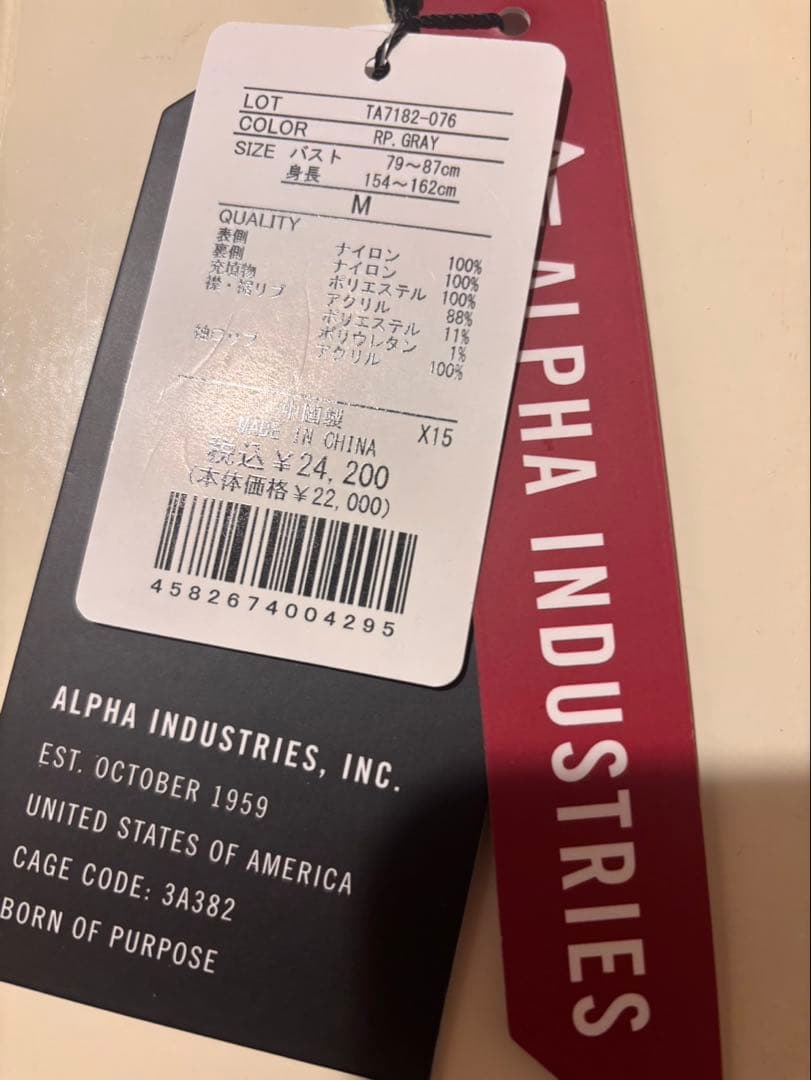 LOT TA7182-076
COLOR RP.GRAY
SIZE バスト 79～87cm
身長 154～162cm
M
QUALITY
表側 ナイロン 100%
裏側 ナイロン 100%
充填物 ポリエステル 100%
襟・裾リブ アクリル 88%
ポリエステル 11%
ポリウレタン 1%
袖口リブ アクリル 100%
中国製
MADE IN CHINA X15
税込￥24,200
(本体価格￥22,000)
4582674004295
ALPHA INDUSTRIES, INC.
EST. OCTOBER 1959
UNITED STATES OF AMERICA
CAGE CODE: 3A382
BORN OF PURPOSE
ALPHA INDUSTRIES